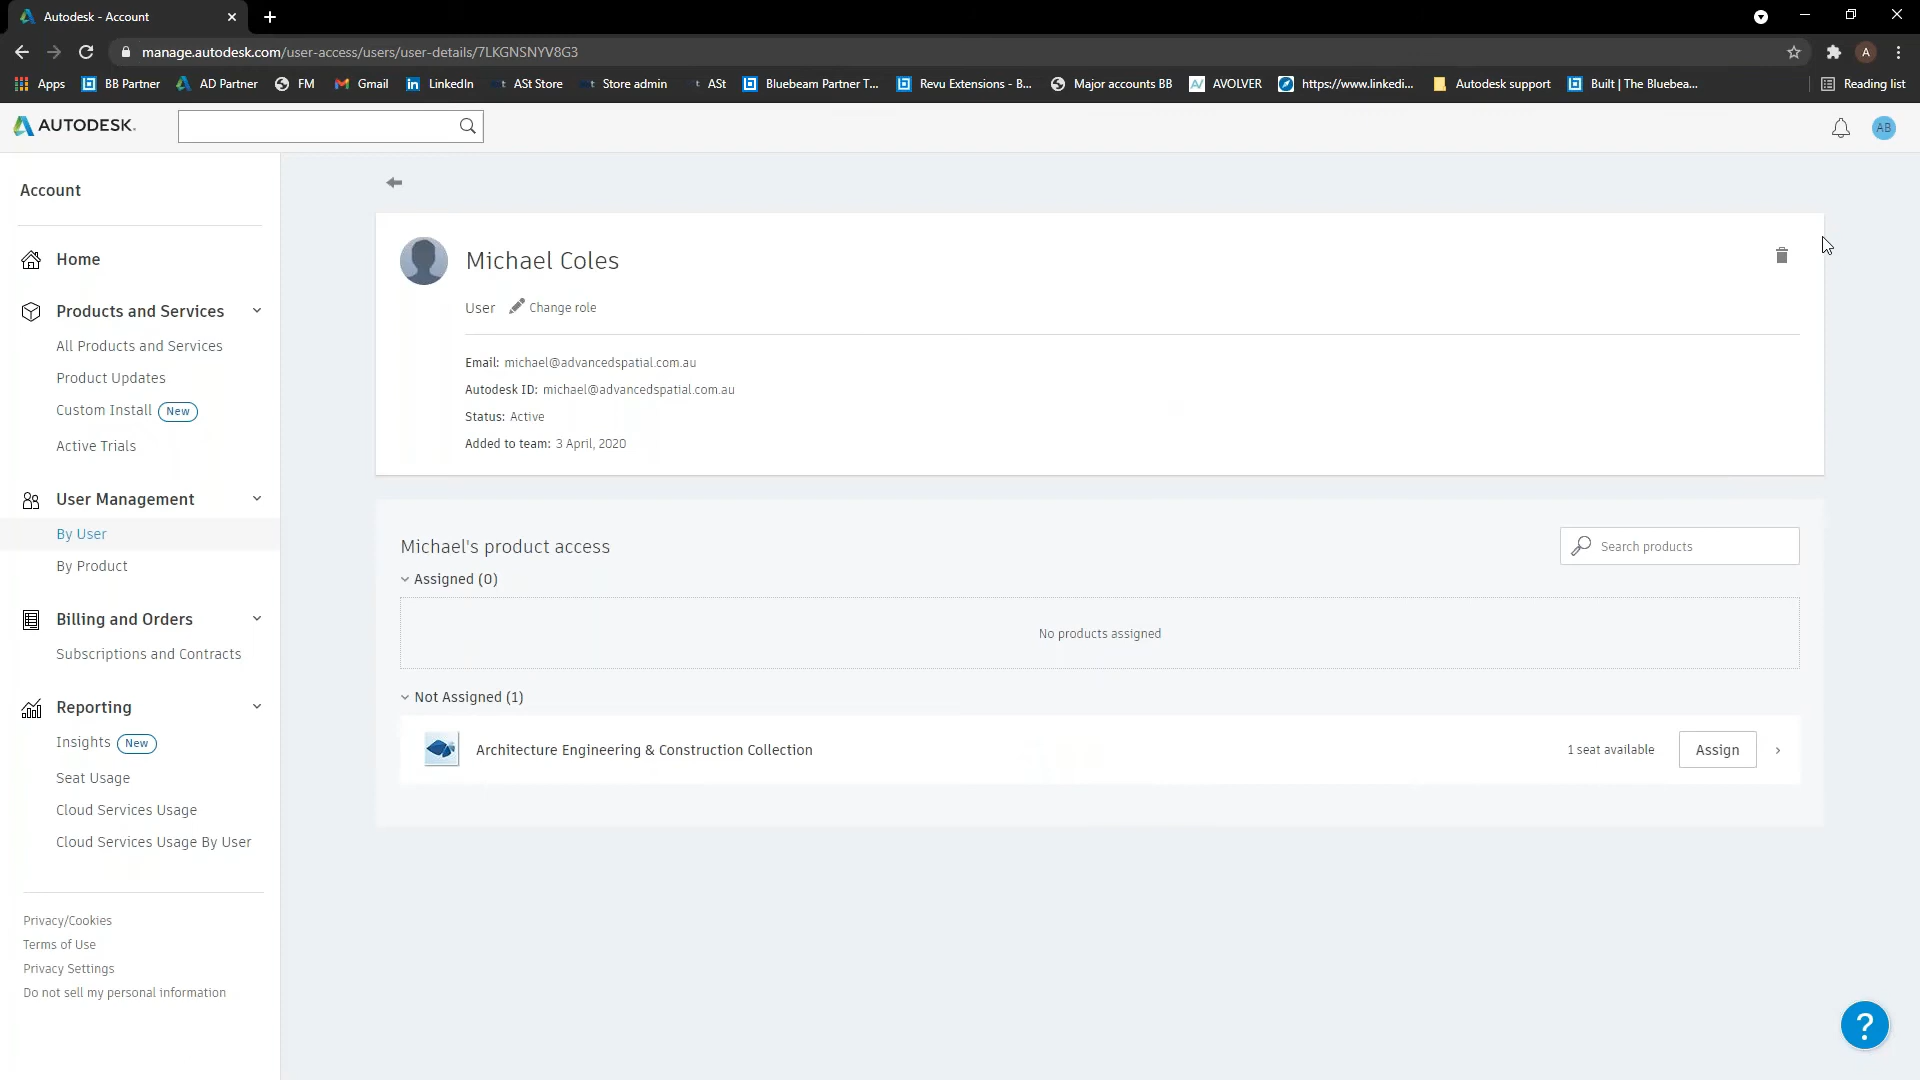 Autodesk - Account
manage.autodesk.com/user-access/users/user-details/7LKGNSNYV8G3
A
Apps BB Partner AD Partner FM Gmail LinkedIn ASt Store Store admin ASt Bluebeam Partner T... Revu Extensions - B... Major accounts BB AVOLVER https://www.linkedi... Autodesk support Built | The Bluebea... Reading list
AUTODESK.
AB
Account
Home
Products and Services
All Products and Services
Product Updates
Custom Install New
Active Trials
User Management
By User
By Product
Billing and Orders
Subscriptions and Contracts
Reporting
Insights New
Seat Usage
Cloud Services Usage
Cloud Services Usage By User
Privacy/Cookies
Terms of Use
Privacy Settings
Do not sell my personal information
Michael Coles
User Change role
Email: michael@advancedspatial.com.au
Autodesk ID: michael@advancedspatial.com.au
Status: Active
Added to team: 3 April, 2020
Michael's product access
Search products
Assigned (0)
No products assigned
Not Assigned (1)
Architecture Engineering & Construction Collection 1 seat available Assign
?